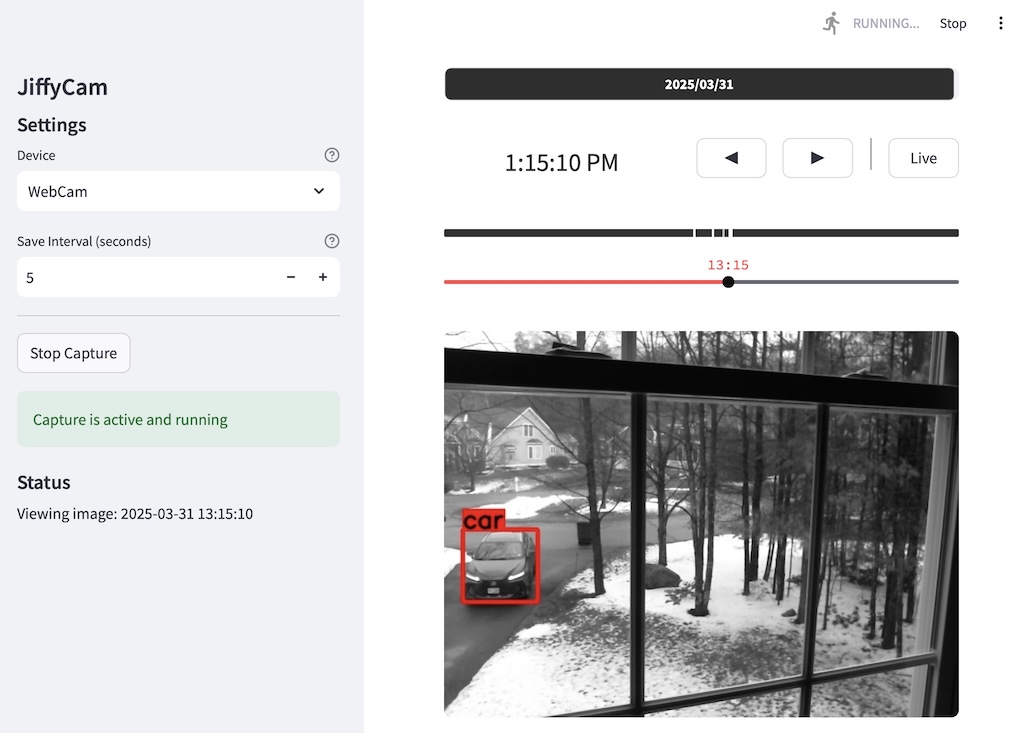 RUNNING...
Stop
JiffyCam
Settings
Device
WebCam
Save Interval (seconds)
5
Stop Capture
Capture is active and running
Status
Viewing image: 2025-03-31 13:15:10
2025/03/31
1:15:10 PM
Live
13:15
car